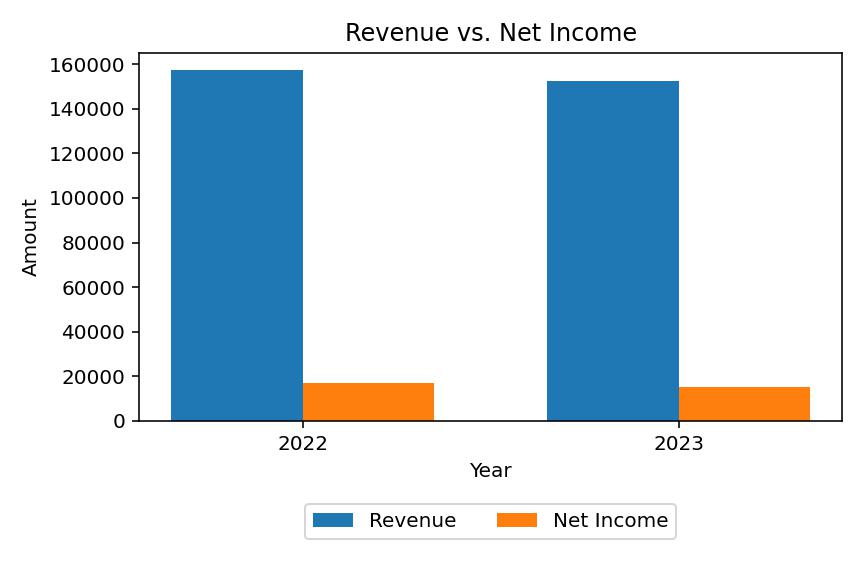 Revenue vs. Net Income
160000
140000
120000
100000
80000
60000
40000
20000
0
Amount
2022 2023
Year
Revenue Net Income